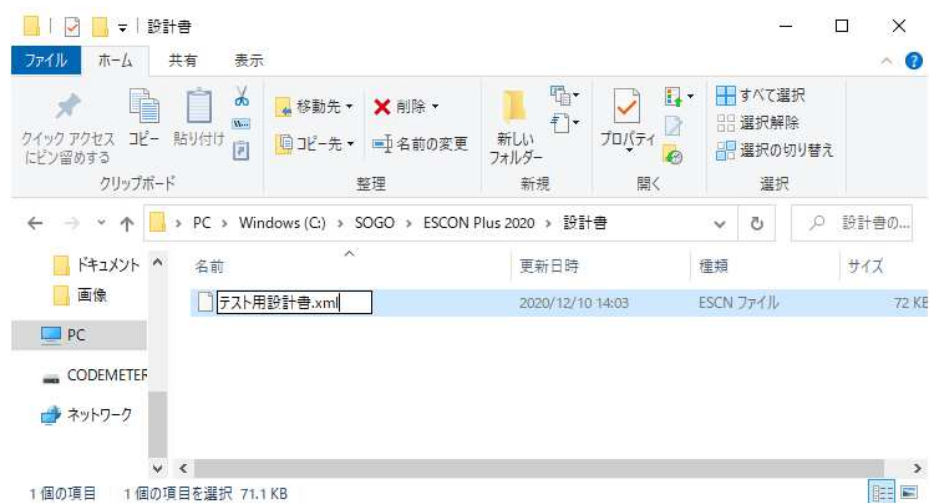 設計書
ファイル ホーム 共有 表示
クイック アクセス
にピン留めする
コピー
貼り付け
移動先
コピー先
削除
名前の変更
新しい
フォルダー
プロパティ
すべて選択
選択解除
選択の切り替え
クリップボード 整理 新規 開く 選択
PC › Windows (C:) › SOGO › ESCON Plus 2020 › 設計書
設計書の...
ドキュメント
画像
PC
CODEMETER
ネットワーク
名前 更新日時 種類 サイズ
テスト用設計書.xml 2020/12/10 14:03 ESCN ファイル 72 KB
1 個の項目 1 個の項目を選択 71.1 KB